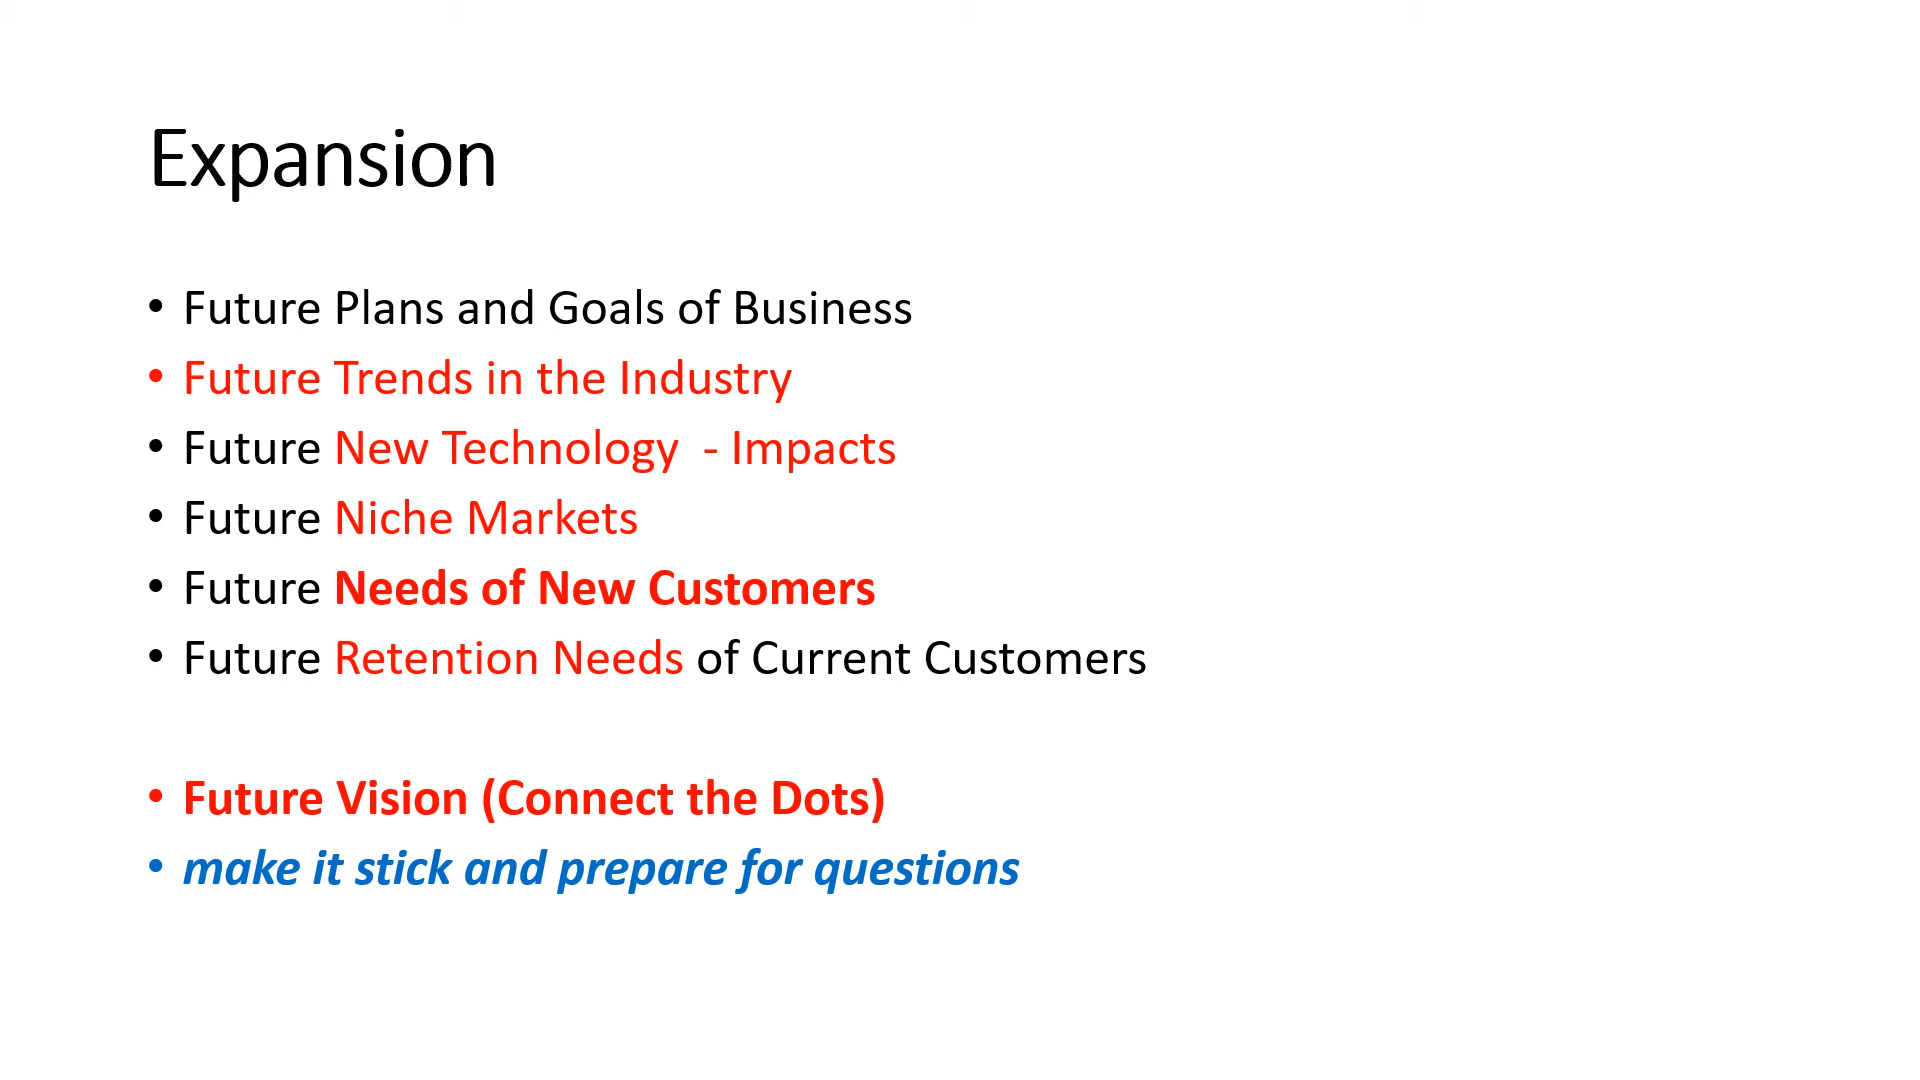 Expansion
• Future Plans and Goals of Business
• Future Trends in the Industry
• Future New Technology  - Impacts
• Future Niche Markets
• Future Needs of New Customers
• Future Retention Needs of Current Customers
• Future Vision (Connect the Dots)
• make it stick and prepare for questions